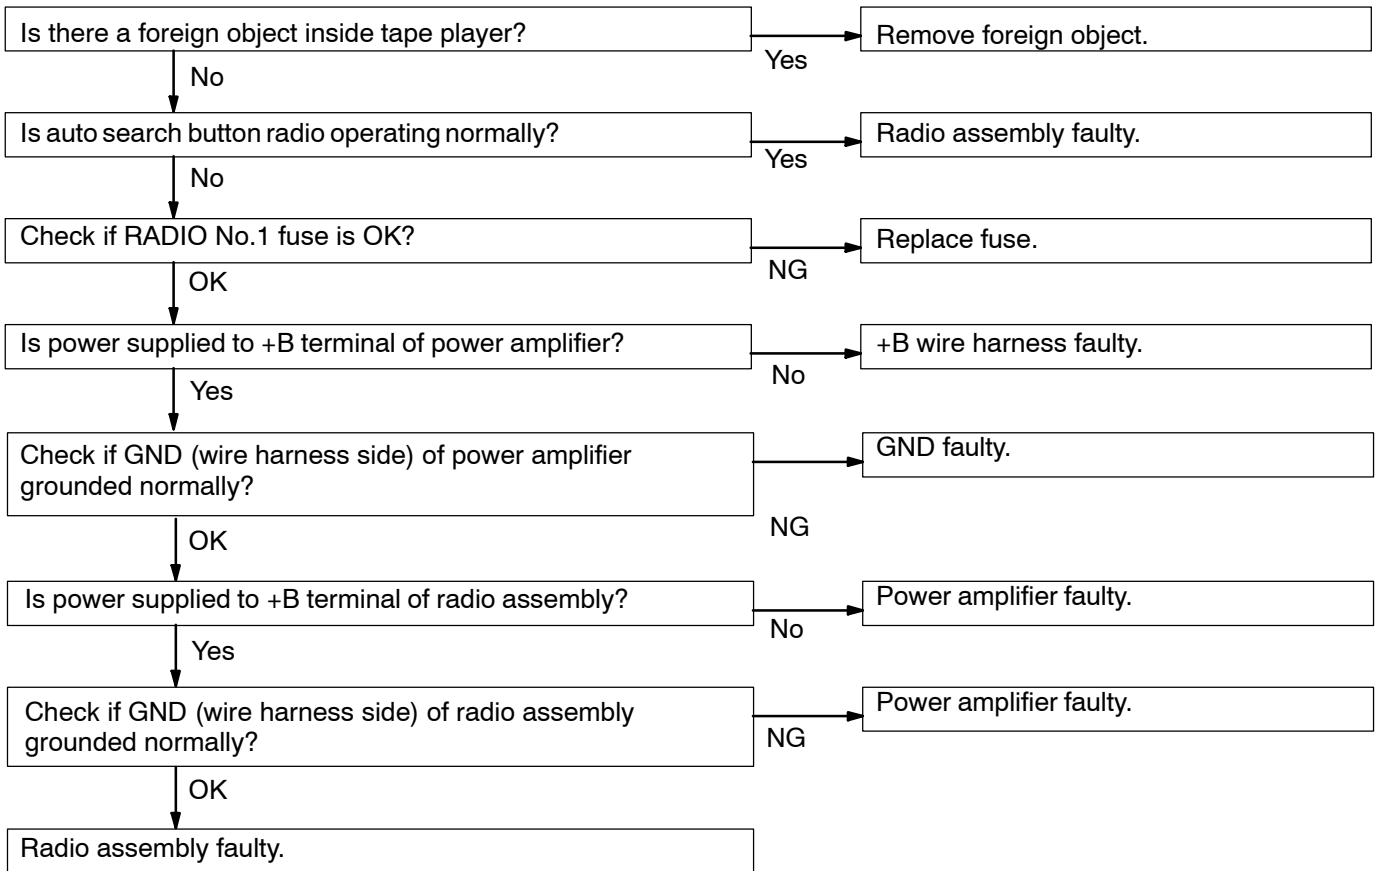 Is there a foreign object inside tape player?
Yes
Remove foreign object.
No
Is auto search button radio operating normally?
Yes
Radio assembly faulty.
No
Check if RADIO No.1 fuse is OK?
NG
Replace fuse.
OK
Is power supplied to +B terminal of power amplifier?
No
+B wire harness faulty.
Yes
Check if GND (wire harness side) of power amplifier
grounded normally?
NG
GND faulty.
OK
Is power supplied to +B terminal of radio assembly?
No
Power amplifier faulty.
Yes
Check if GND (wire harness side) of radio assembly
grounded normally?
NG
Power amplifier faulty.
OK
Radio assembly faulty.